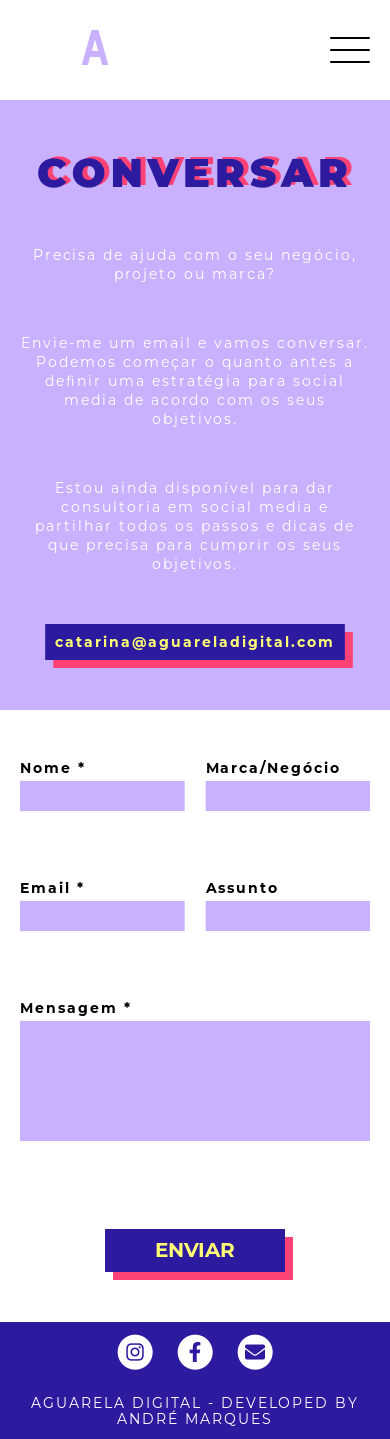 A
CONVERSAR
Precisa de ajuda com o seu negócio,
projeto ou marca?
Envie-me um email e vamos conversar.
Podemos começar o quanto antes a
definir uma estratégia para social
media de acordo com os seus
objetivos.
Estou ainda disponível para dar
consultoria em social media e
partilhar todos os passos e dicas de
que precisa para cumprir os seus
objetivos.
catarina@aguareladigital.com
Nome *
Marca/Negócio
Email *
Assunto
Mensagem *
ENVIAR
AGUARELA DIGITAL - DEVELOPED BY
ANDRÉ MARQUES